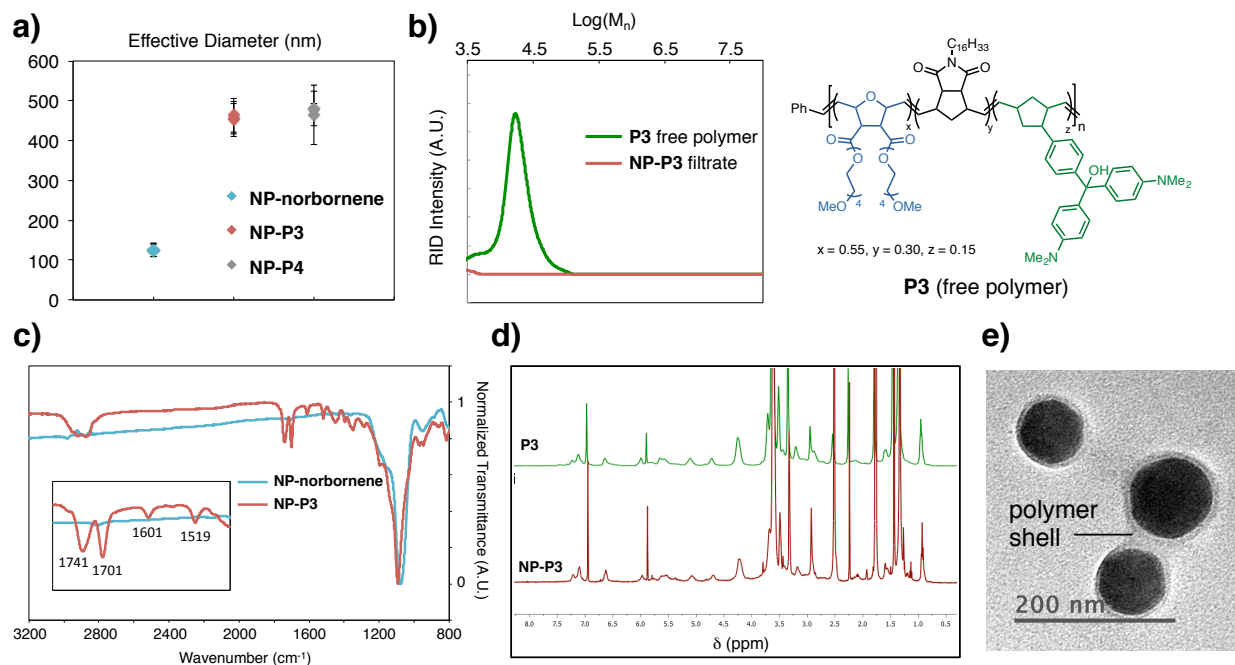 a)
Effective Diameter (nm)
600
500
400
300
200
100
0
NP-norbornene
NP-P3
NP-P4
b)
Log(Mn)
3.5 4.5 5.5 6.5 7.5
RID Intensity (A.U.)
P3 free polymer
NP-P3 filtrate
C16H33
O N O
Ph
O
x
y
z
n
O O
O O
4 4
MeO OMe
OH
NMe2
Me2N
x = 0.55, y = 0.30, z = 0.15
P3 (free polymer)
c)
Normalized Transmittance (A.U.)
1
0
NP-norbornene
NP-P3
1741
1701
1601
1519
3200 2800 2400 2000 1600 1200 800
Wavenumber (cm-1)
d)
P3
i
NP-P3
8.0 7.5 7.0 6.5 6.0 5.5 5.0 4.5 4.0 3.5 3.0 2.5 2.0 1.5 1.0 0.5
δ (ppm)
e)
polymer
shell
200 nm